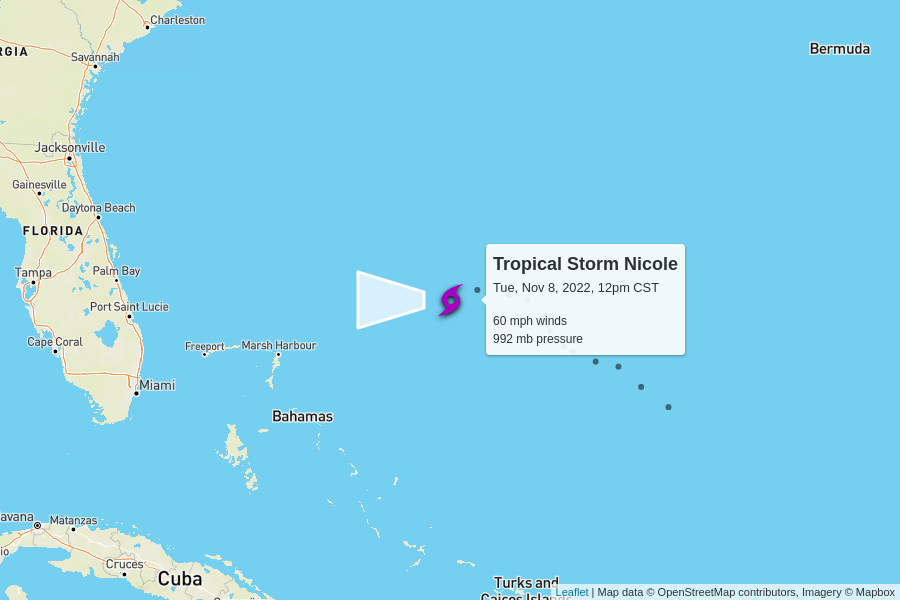 Charleston
RGIA
Savannah
Bermuda
Jacksonville
Gainesville
Daytona Beach
FLORIDA
Tampa
Palm Bay
Port Saint Lucie
Cape Coral
Freeport
Marsh Harbour
Miami
Bahamas
Tropical Storm Nicole
Tue, Nov 8, 2022, 12pm CST
60 mph winds
992 mb pressure
avana
Matanzas
io
Cruces
Cuba
Turks and
Caicos Islands
Leaflet | Map data © OpenStreetMap contributors, Imagery © Mapbox